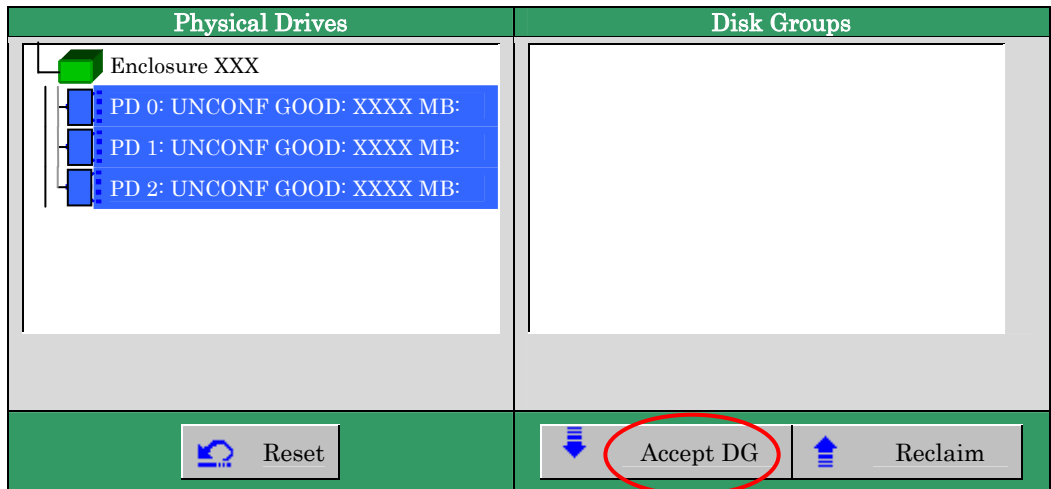 Physical Drives
Disk Groups
Enclosure XXX
PD 0: UNCONF GOOD: XXXX MB:
PD 1: UNCONF GOOD: XXXX MB:
PD 2: UNCONF GOOD: XXXX MB:
Reset
Accept DG
Reclaim